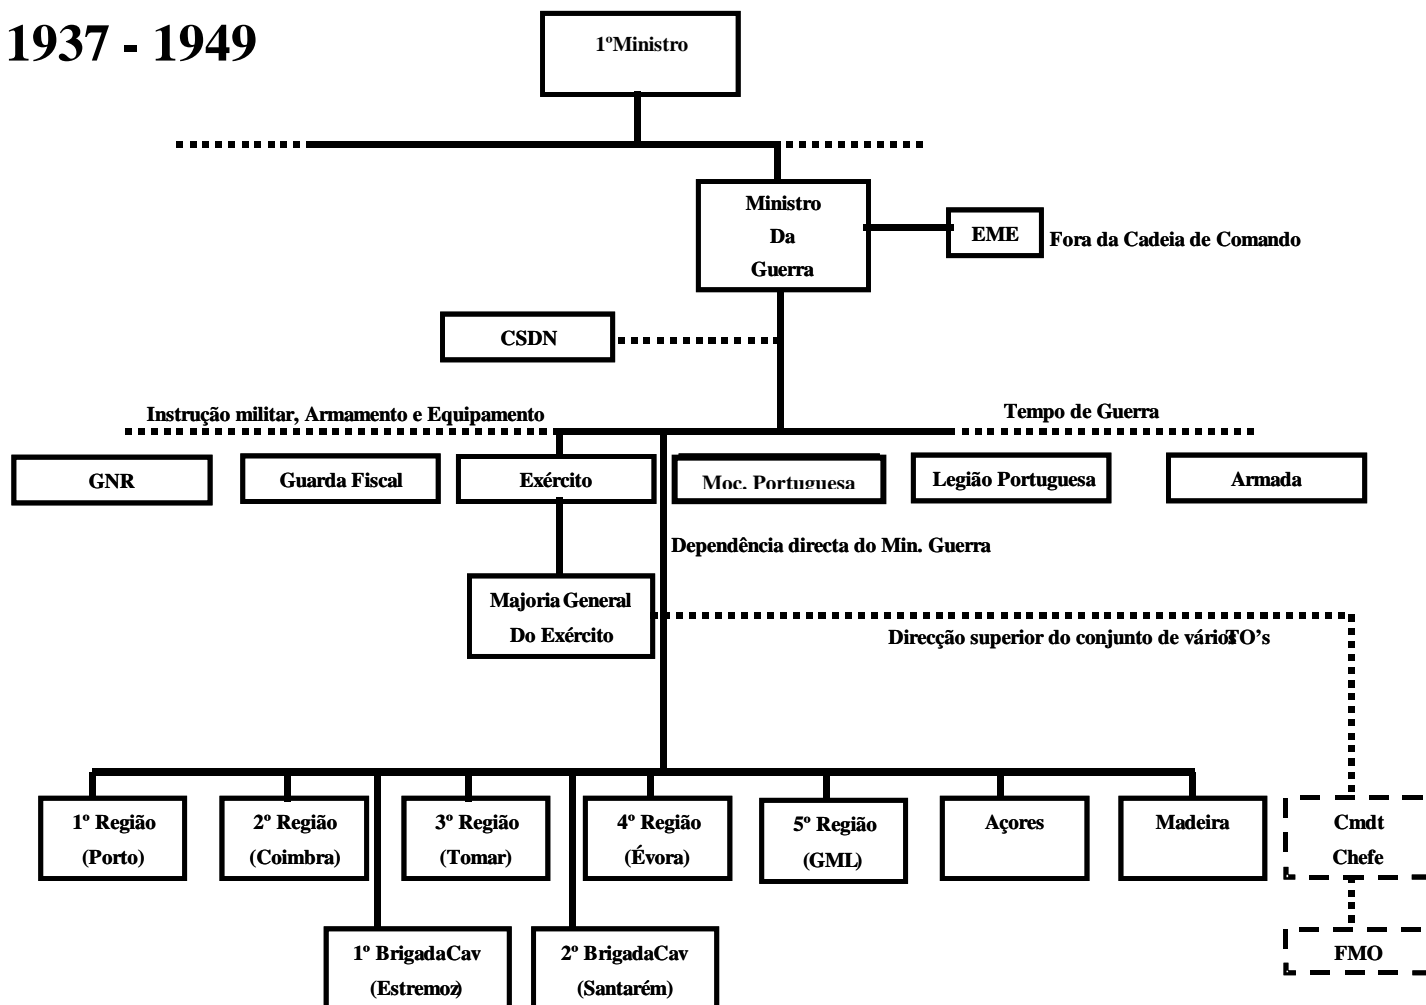 1937 - 1949
1ºMinistro
Ministro
Da
Guerra
EME
Fora da Cadeia de Comando
CSDN
Instrução militar, Armamento e Equipamento
Tempo de Guerra
GNR
Guarda Fiscal
Exército
Moc. Portuguesa
Legião Portuguesa
Armada
Dependência directa do Min. Guerra
Majoria General
Do Exército
Direcção superior do conjunto de vários TO's
1º Região
(Porto)
2º Região
(Coimbra)
3º Região
(Tomar)
4º Região
(Évora)
5º Região
(GML)
Açores
Madeira
Cmdt
Chefe
1º BrigadaCav
(Estremoz)
2º BrigadaCav
(Santarém)
FMO